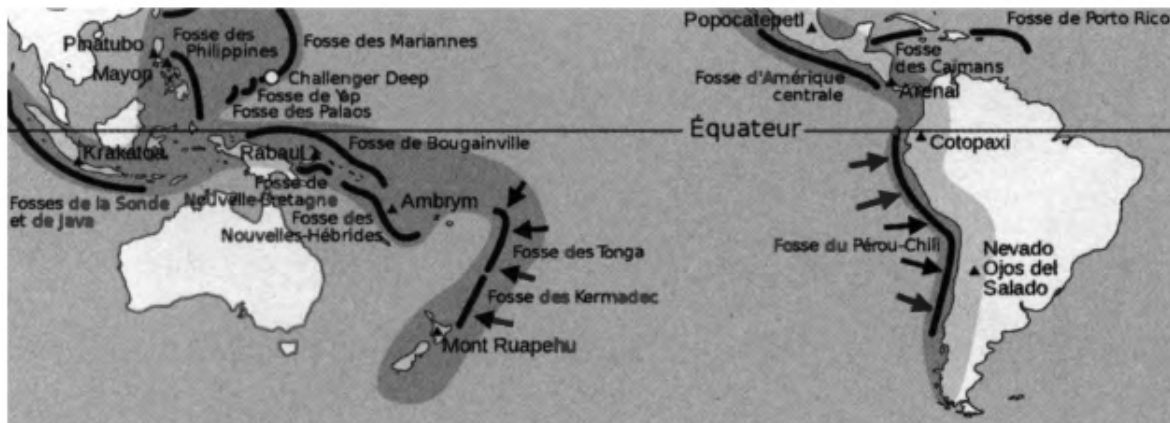 Pinatubo
Mayon
Fosse des
Philippines
Fosse des Mariannes
Challenger Deep
Fosse de Yap
Fosse des Palaos
Krakatoa
Fosses de la Sonde
et de Java
Rabaul
Fosse de Bougainville
Fosse de
Nouvelle-Bretagne
Fosse des
Nouvelles-Hébrides
Ambrym
Fosse des Tonga
Fosse des Kermadec
Mont Ruapehu
Équateur
Popocatepetl
Fosse de Porto Rico
Fosse
des Caïmans
Fosse d'Amérique
centrale
Arenal
Cotopaxi
Fosse du Pérou-Chili
Nevado
Ojos del
Salado